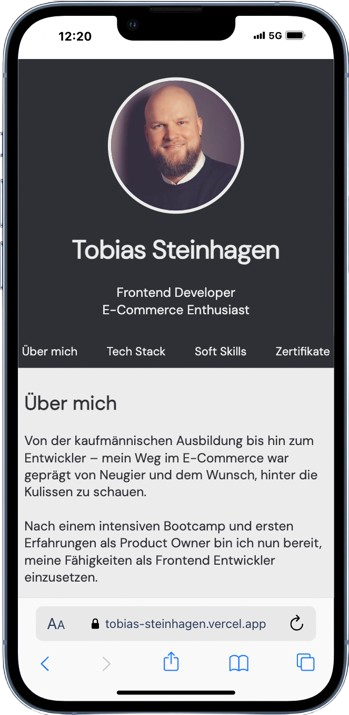 12:20
5G
Tobias Steinhagen
Frontend Developer
E-Commerce Enthusiast
Über mich Tech Stack Soft Skills Zertifikate
Über mich
Von der kaufmännischen Ausbildung bis hin zum
Entwickler – mein Weg im E-Commerce war
geprägt von Neugier und dem Wunsch, hinter die
Kulissen zu schauen.
Nach einem intensiven Bootcamp und ersten
Erfahrungen als Product Owner bin ich nun bereit,
meine Fähigkeiten als Frontend Entwickler
einzusetzen.
AA tobias-steinhagen.vercel.app